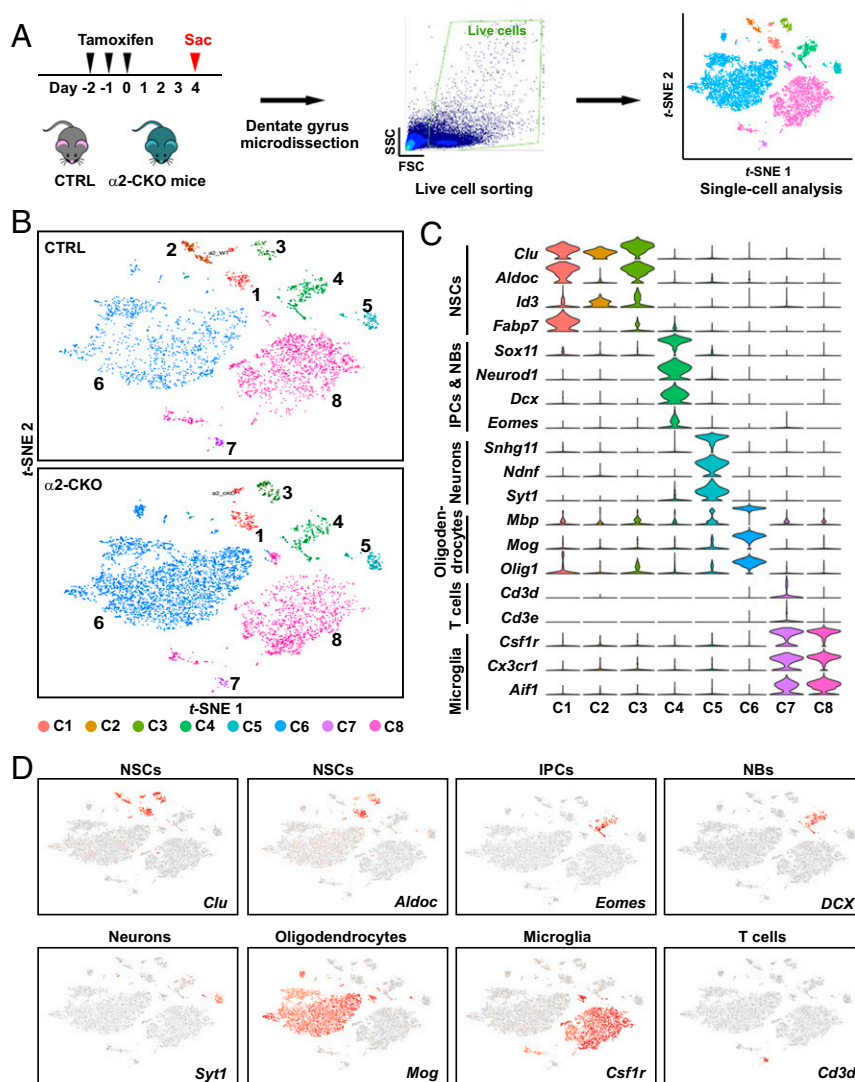 A
Tamoxifen Sac
Day -2 -1 0 1 2 3 4
CTRL α2-CKO mice
Dentate gyrus
microdissection
Live cells
SSC
FSC
Live cell sorting
t-SNE 2
t-SNE 1
Single-cell analysis
B
CTRL
2
a2_WT
3
1
4
5
6
8
7
α2-CKO
a2_cKO
3
1
4
5
6
8
7
t-SNE 2
t-SNE 1
C1 C2 C3 C4 C5 C6 C7 C8
C
NSCs
Clu
Aldoc
Id3
Fabp7
IPCs & NBs
Sox11
Neurod1
Dcx
Eomes
Neurons
Snhg11
Ndnf
Syt1
Oligoden-
drocytes
Mbp
Mog
Olig1
T cells
Cd3d
Cd3e
Microglia
Csf1r
Cx3cr1
Aif1
C1 C2 C3 C4 C5 C6 C7 C8
D
NSCs NSCs IPCs NBs
Clu Aldoc Eomes DCX
Neurons Oligodendrocytes Microglia T cells
Syt1 Mog Csf1r Cd3d